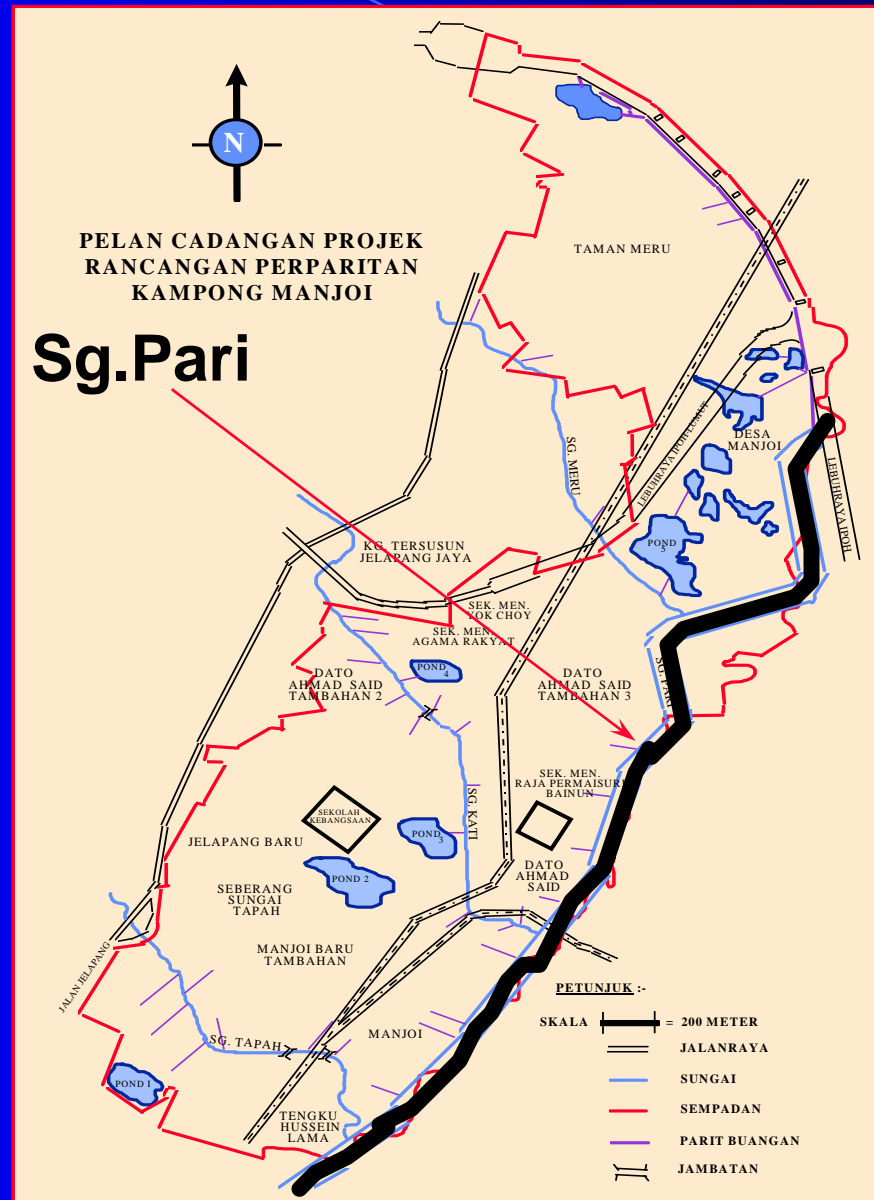 N
PELAN CADANGAN PROJEK
RANCANGAN PERPARITAN
KAMPONG MANJOI
Sg.Pari
TAMAN MERU
LEBUHRAYA IPOH-LUMUT
DESA
MANJOI
LEBUHRAYA IPOH
SG. MERU
POND
5
KG. TERSUSUN
JELAPANG JAYA
SEK. MEN.
YOK CHOY
SEK. MEN.
AGAMA RAKYAT
POND
4
DATO
AHMAD SAID
TAMBAHAN 2
DATO
AHMAD SAID
TAMBAHAN 3
SG. PARI
SEK. MEN.
RAJA PERMAISURI
BAINUN
SG. KATI
SEKOLAH
KEBANGSAAN
POND
3
JELAPANG BARU
POND 2
DATO
AHMAD
SAID
SEBERANG
SUNGAI
TAPAH
MANJOI BARU
TAMBAHAN
JALAN JELAPANG
SG. TAPAH
MANJOI
POND I
TENGKU
HUSSEIN
LAMA
PETUNJUK :-
SKALA = 200 METER
JALANRAYA
SUNGAI
SEMPADAN
PARIT BUANGAN
JAMBATAN